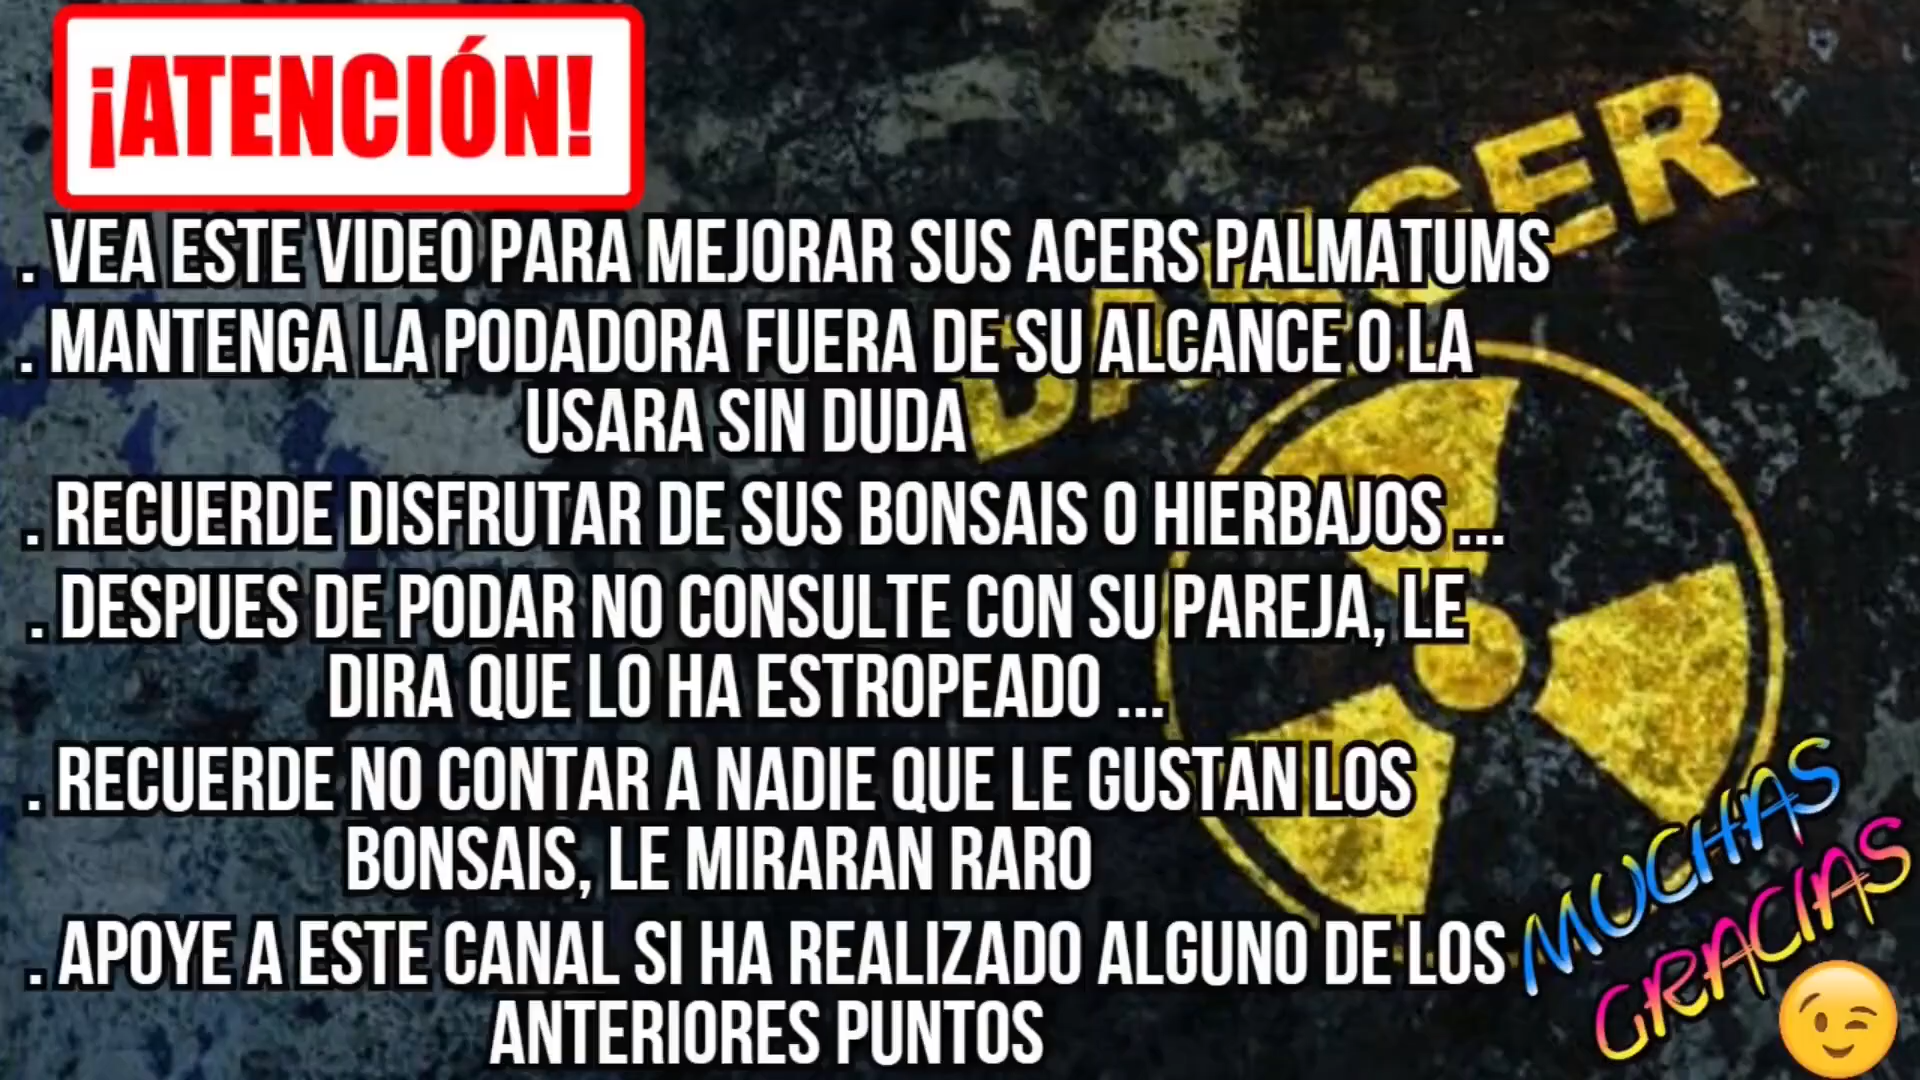 ¡ATENCIÓN!
DANGER
. VEA ESTE VIDEO PARA MEJORAR SUS ACERS PALMATUMS
. MANTENGA LA PODADORA FUERA DE SU ALCANCE O LA
USARA SIN DUDA
. RECUERDE DISFRUTAR DE SUS BONSAIS O HIERBAJOS ...
. DESPUES DE PODAR NO CONSULTE CON SU PAREJA, LE
DIRA QUE LO HA ESTROPEADO ...
. RECUERDE NO CONTAR A NADIE QUE LE GUSTAN LOS
BONSAIS, LE MIRARAN RARO
. APOYE A ESTE CANAL SI HA REALIZADO ALGUNO DE LOS
ANTERIORES PUNTOS
MUCHAS
GRACIAS